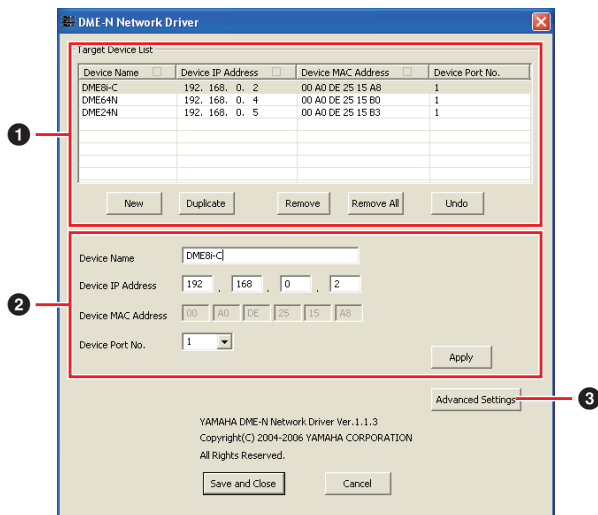 DME-N Network Driver
Target Device List
Device Name Device IP Address Device MAC Address Device Port No.
DME8i-C 192. 168. 0. 2 00 A0 DE 25 15 A8 1
DME64N 192. 168. 0. 4 00 A0 DE 25 15 B0 1
DME24N 192. 168. 0. 5 00 A0 DE 25 15 B3 1
1
New Duplicate Remove Remove All Undo
Device Name DME8i-C
Device IP Address 192 . 168 . 0 . 2
2
Device MAC Address 00 A0 DE 25 15 A8
Device Port No. 1
Apply
Advanced Settings 3
YAMAHA DME-N Network Driver Ver.1.1.3
Copyright(C) 2004-2006 YAMAHA CORPORATION
All Rights Reserved.
Save and Close Cancel